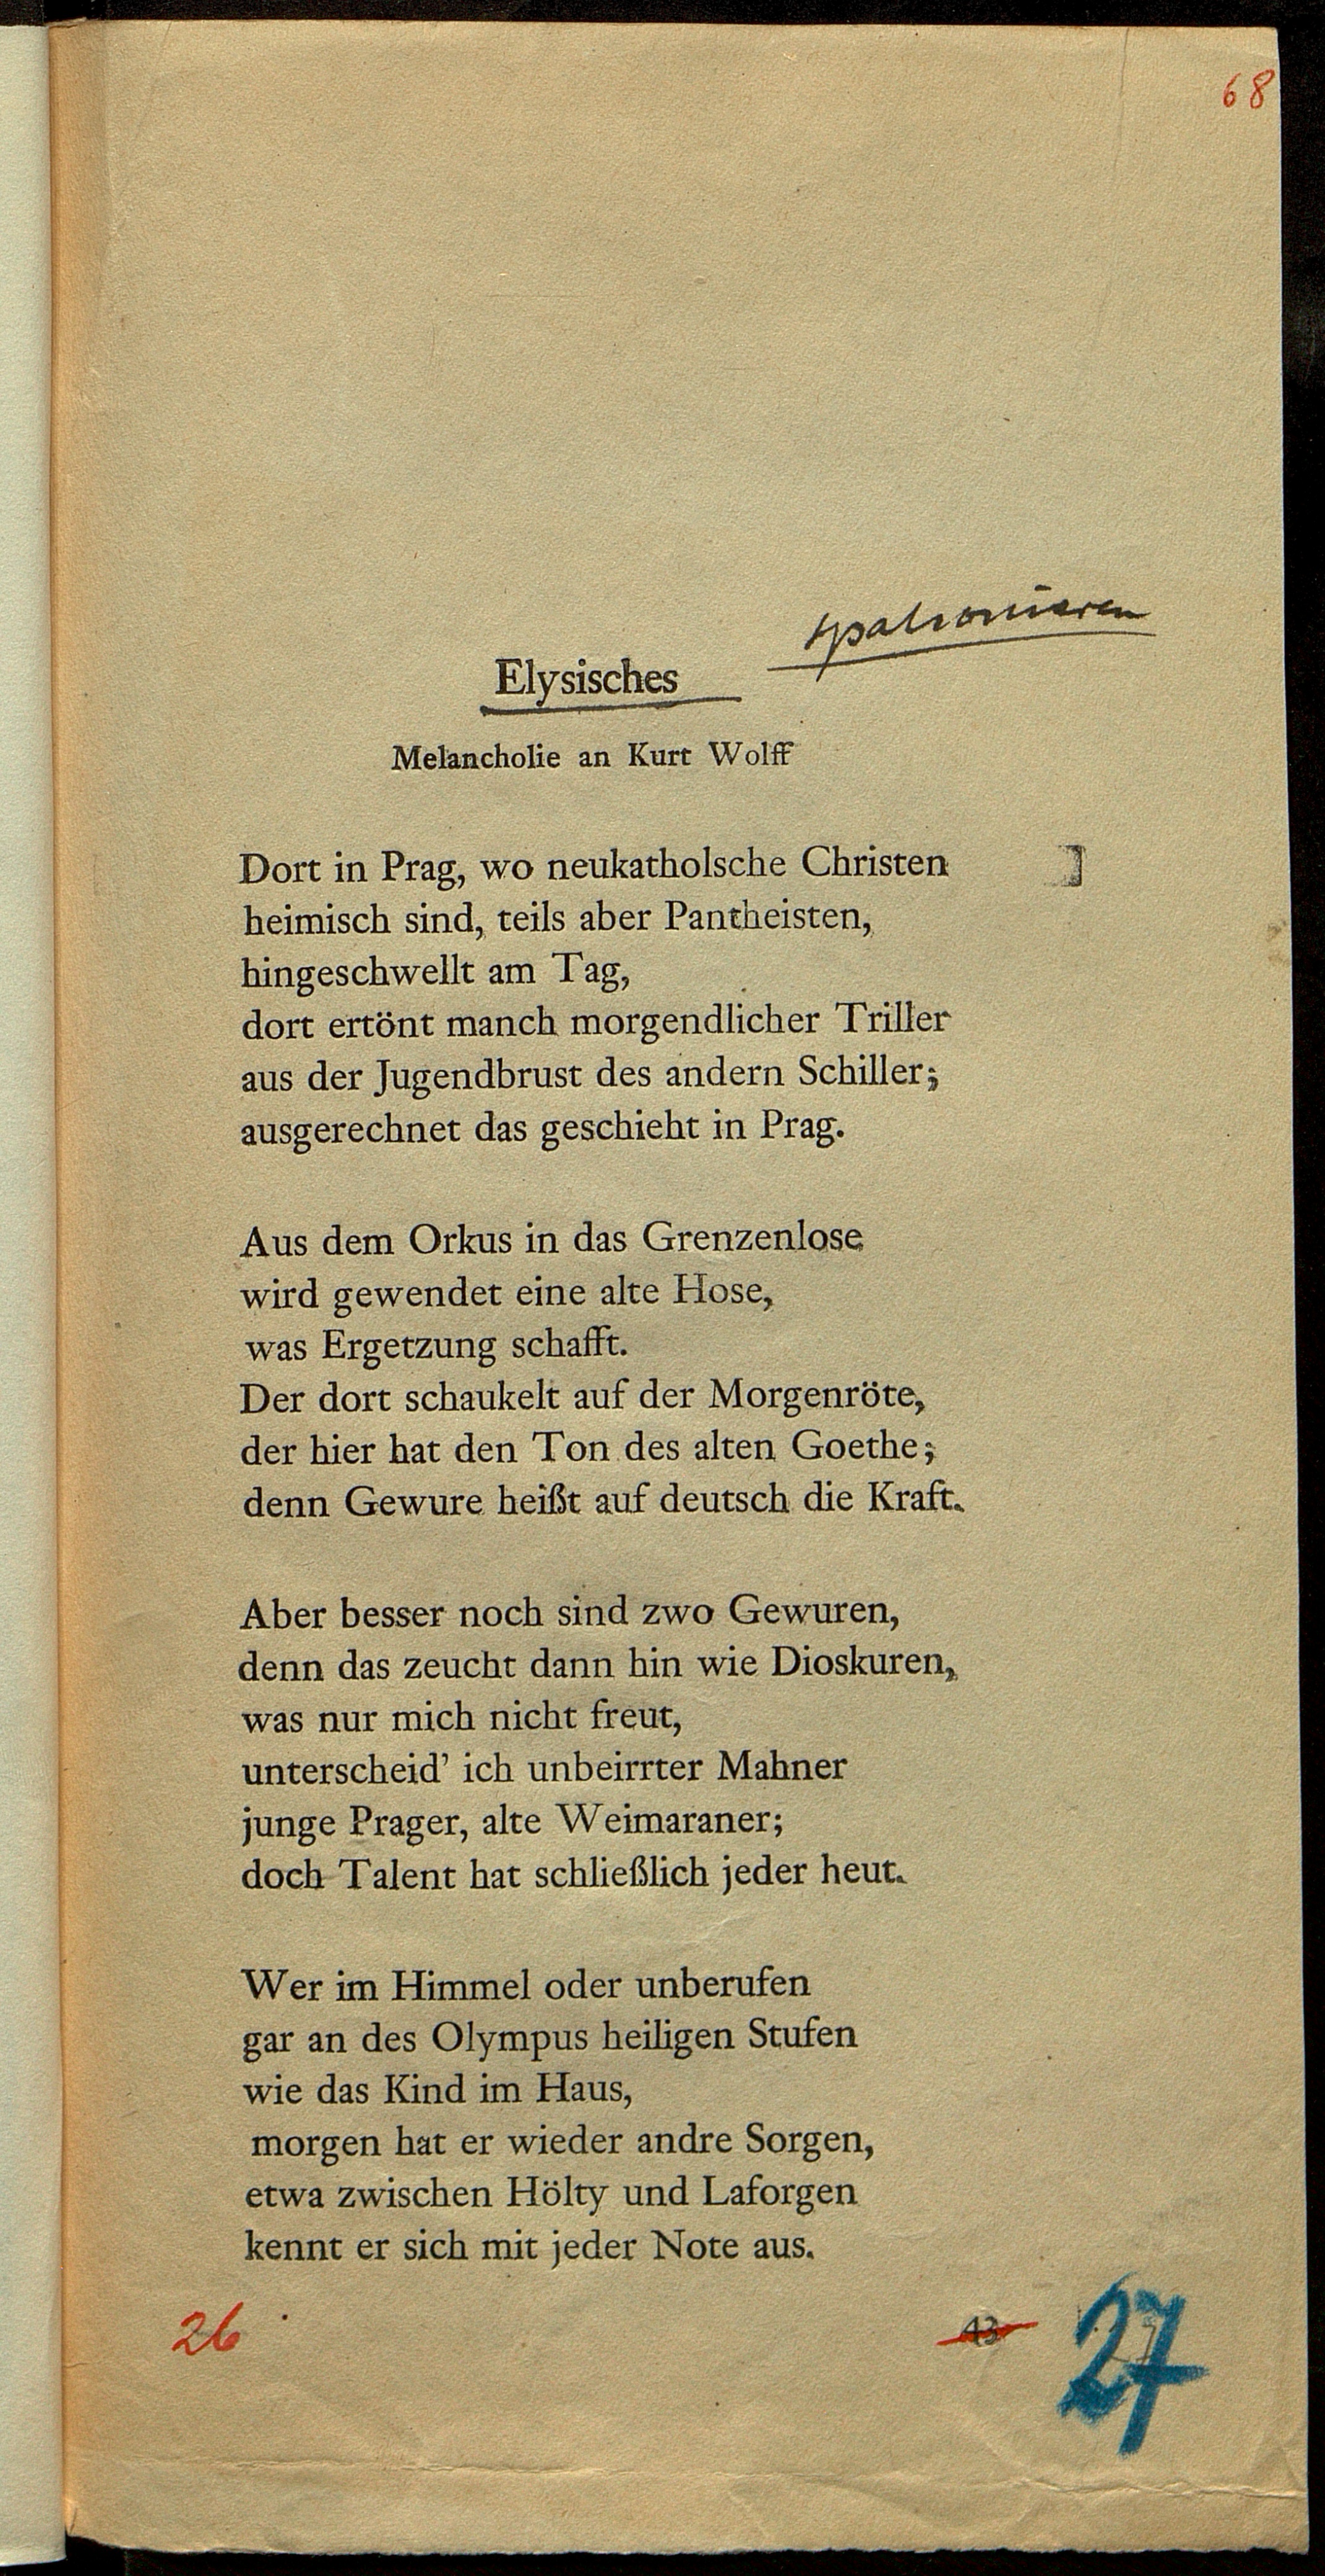 68
spationieren
Elysisches
Melancholie an Kurt Wolff
Dort in Prag, wo neukatholsche Christen
heimisch sind, teils aber Pantheisten,
hingeschwellt am Tag,
dort ertönt manch morgendlicher Triller
aus der Jugendbrust des andern Schiller;
ausgerechnet das geschieht in Prag.
Aus dem Orkus in das Grenzenlose
wird gewendet eine alte Hose,
was Ergetzung schafft.
Der dort schaukelt auf der Morgenröte,
der hier hat den Ton des alten Goethe;
denn Gewure heißt auf deutsch die Kraft.
Aber besser noch sind zwo Gewuren,
denn das zeucht dann hin wie Dioskuren,
was nur mich nicht freut,
unterscheid’ ich unbeirrter Mahner
junge Prager, alte Weimaraner;
doch Talent hat schließlich jeder heut.
Wer im Himmel oder unberufen
gar an des Olympus heiligen Stufen
wie das Kind im Haus,
morgen hat er wieder andre Sorgen,
etwa zwischen Hölty und Laforgen
kennt er sich mit jeder Note aus.
26 43 27